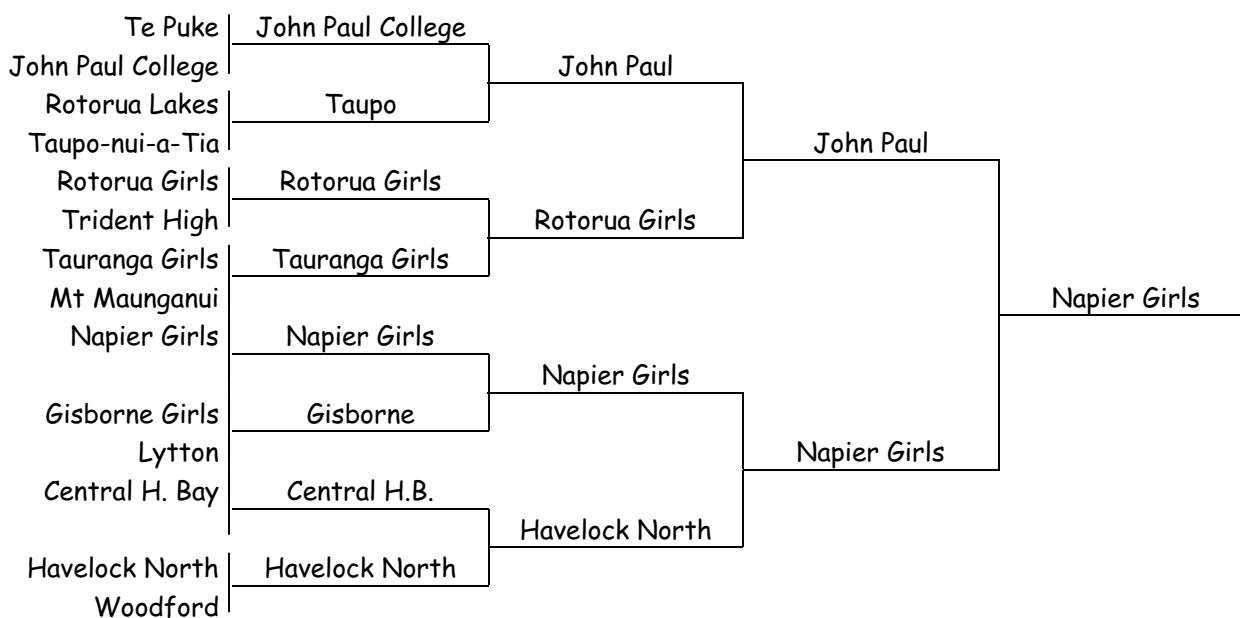 Te Puke
John Paul College
John Paul College
John Paul
Rotorua Lakes
Taupo
Taupo-nui-a-Tia
John Paul
Rotorua Girls
Rotorua Girls
Trident High
Rotorua Girls
Tauranga Girls
Tauranga Girls
Mt Maunganui
Napier Girls
Napier Girls
Napier Girls
Napier Girls
Gisborne Girls
Gisborne
Lytton
Napier Girls
Central H. Bay
Central H.B.
Havelock North
Havelock North
Havelock North
Woodford